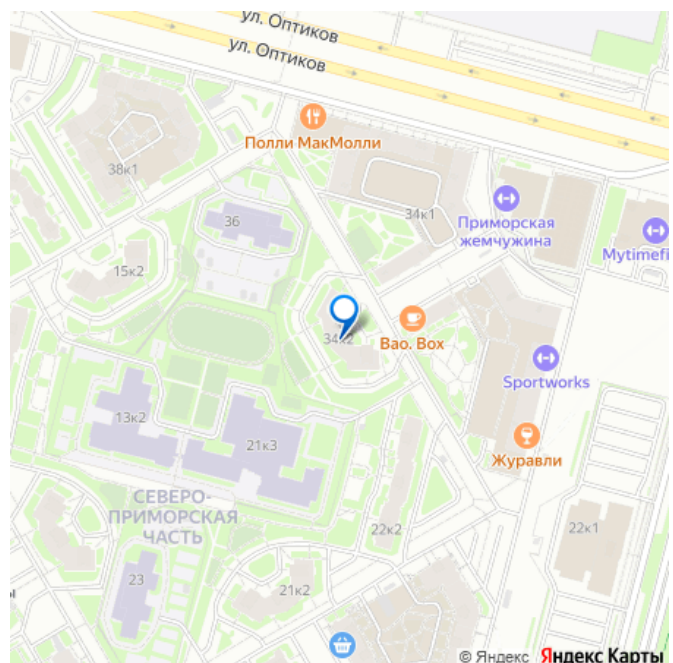 ул. Оптиков
ул. Оптиков
Полли МакМолли
38к1
34к1
36
Приморская
жемчужина
Mytimefi
15к2
34к2
Bao. Box
Sportworks
13к2
21к3
Журавли
СЕВЕРО-
ПРИМОРСКАЯ
ЧАСТЬ
22к2
22к1
23
21к2
ы
© Яндекс Яндекс Карты